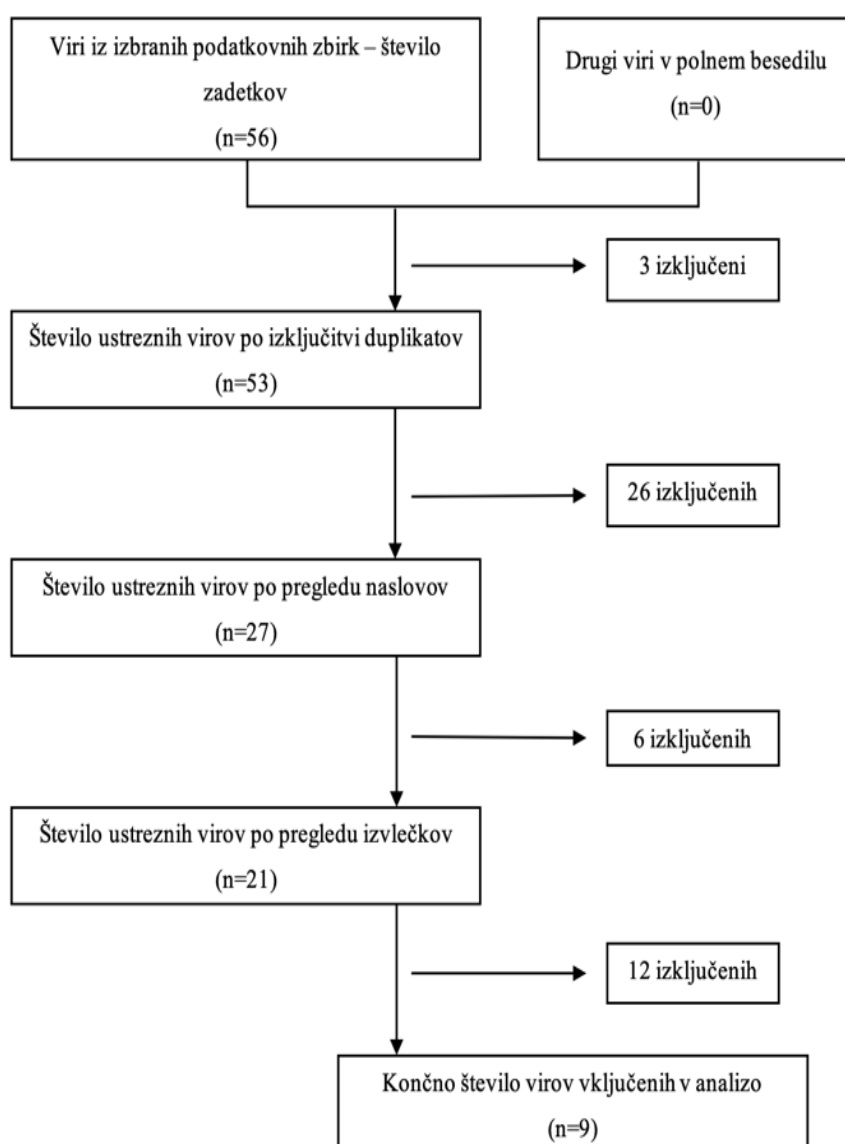 Viri iz izbranih podatkovnih zbirk – število
zadetkov
(n=56)
Drugi viri v polnem besedilu
(n=0)
3 izključeni
Število ustreznih virov po izključitvi duplikatov
(n=53)
26 izključenih
Število ustreznih virov po pregledu naslovov
(n=27)
6 izključenih
Število ustreznih virov po pregledu izvlečkov
(n=21)
12 izključenih
Končno število virov vključenih v analizo
(n=9)